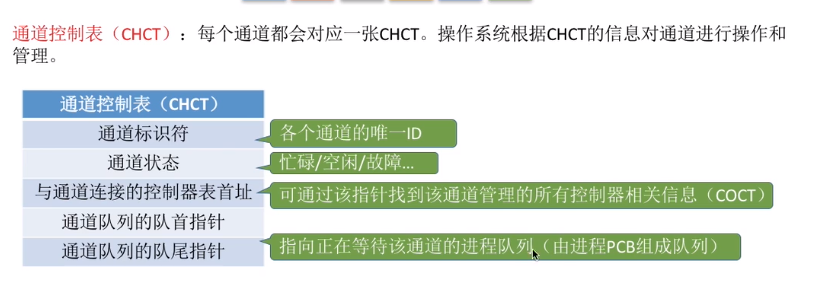 通道控制表（CHCT）：每个通道都会对应一张CHCT。操作系统根据CHCT的信息对通道进行操作和
管理。
通道控制表（CHCT）
通道标识符
各个通道的唯一ID
通道状态
忙碌/空闲/故障…
与通道连接的控制器表首址
可通过该指针找到该通道管理的所有控制器相关信息（COCT）
通道队列的队首指针
通道队列的队尾指针
指向正在等待该通道的进程队列（由进程PCB组成队列）